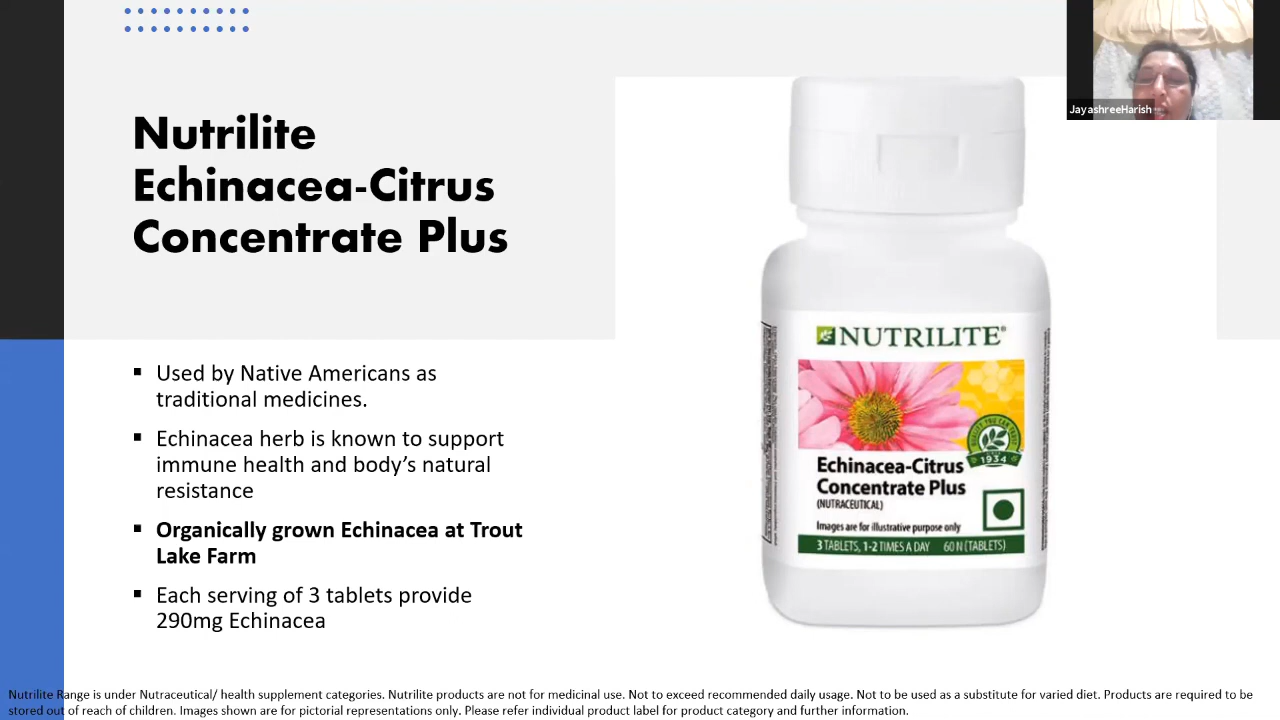 JayashreeHarish
Nutrilite
Echinacea-Citrus
Concentrate Plus
▪ Used by Native Americans as
traditional medicines.
▪ Echinacea herb is known to support
immune health and body’s natural
resistance
▪ Organically grown Echinacea at Trout
Lake Farm
▪ Each serving of 3 tablets provide
290mg Echinacea
NUTRILITE®
QUALITY YOU CAN TRUST
1934
Echinacea-Citrus
Concentrate Plus
(NUTRACEUTICAL)
Images are for illustrative purpose only
3 TABLETS, 1-2 TIMES A DAY 60 N (TABLETS)
Nutrilite Range is under Nutraceutical/ health supplement categories. Nutrilite products are not for medicinal use. Not to exceed recommended daily usage. Not to be used as a substitute for varied diet. Products are required to be
stored out of reach of children. Images shown are for pictorial representations only. Please refer individual product label for product category and further information.